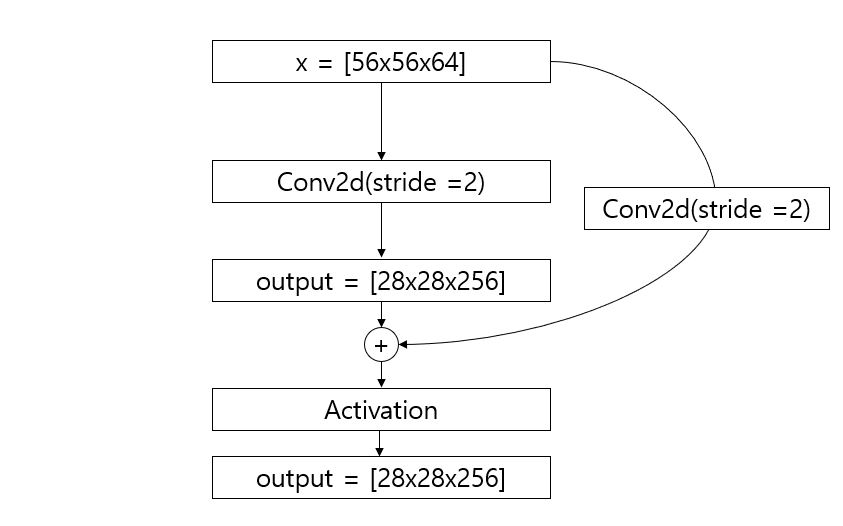 x = [56x56x64]
Conv2d(stride =2)
Conv2d(stride =2)
output = [28x28x256]
+
Activation
output = [28x28x256]